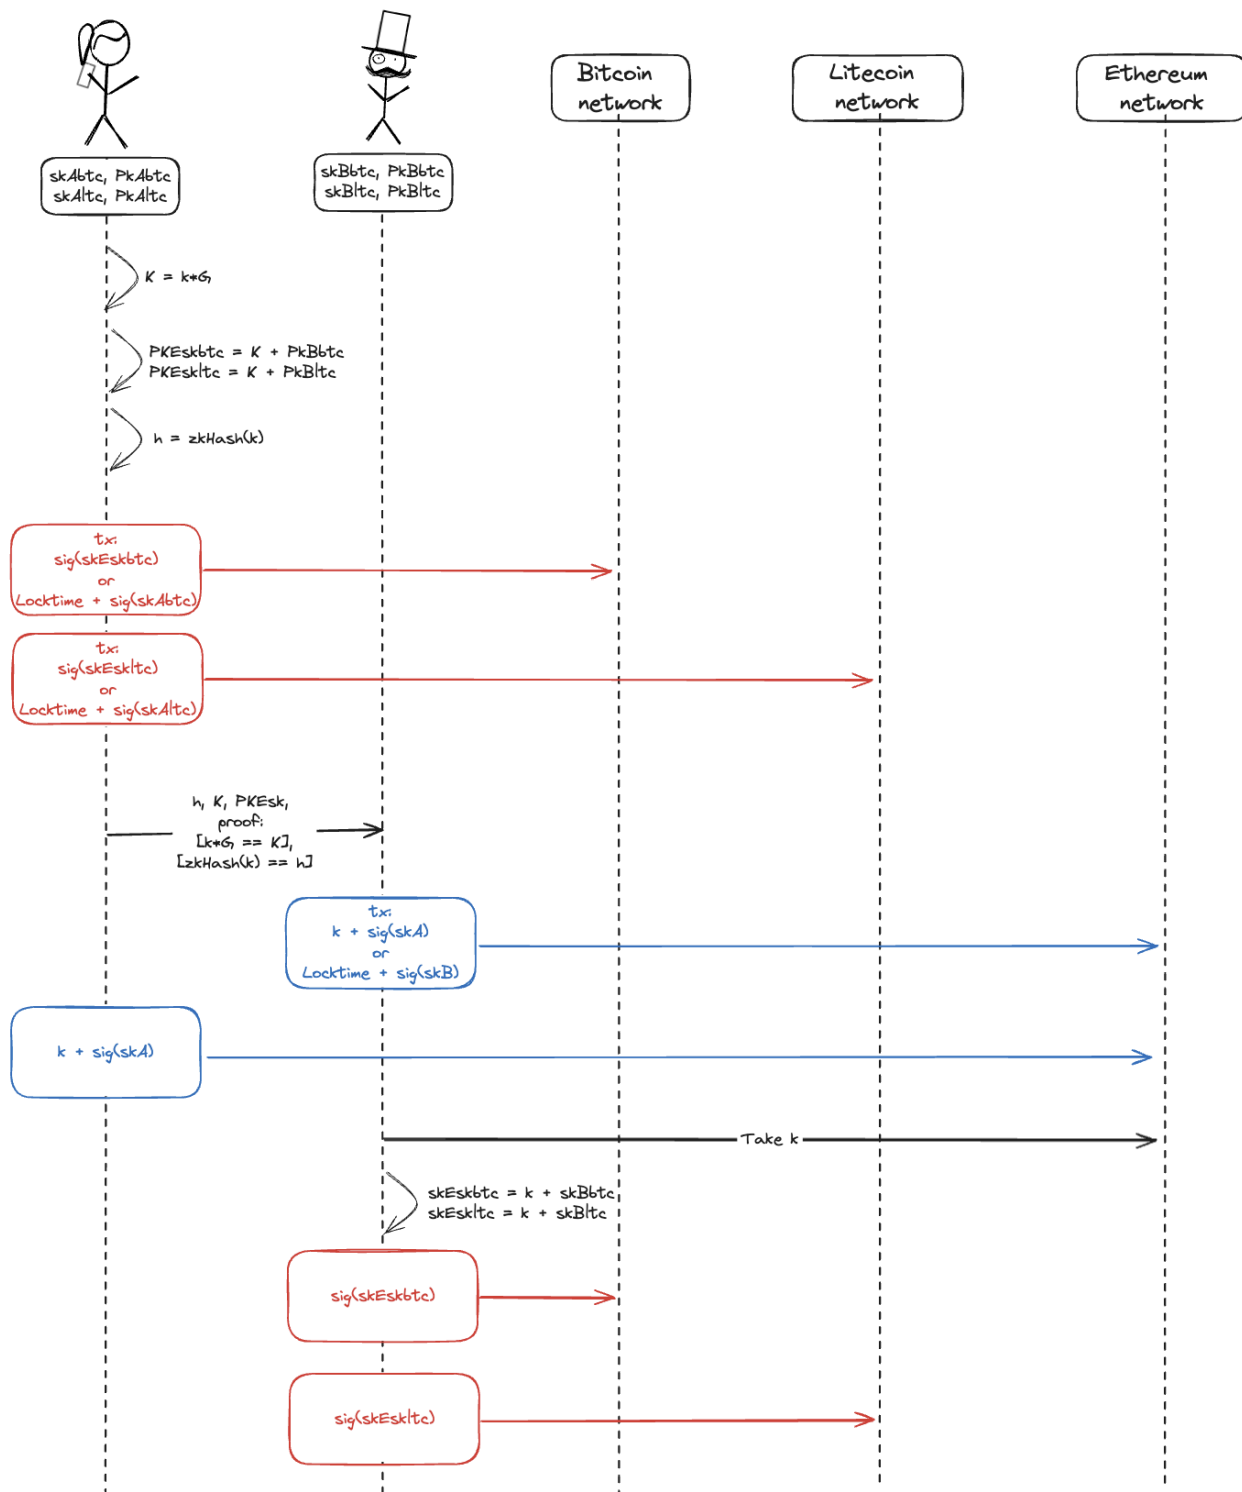 Bitcoin
network
Litecoin
network
Ethereum
network
skAbtc, PkAbtc
skAltc, PkAltc
skBbtc, PkBbtc
skBltc, PkBltc
K = k*G
PKEskbtc = K + PkBbtc
PKEskltc = K + PkBltc
h = zkHash(k)
tx:
sig(skEskbtc)
or
Locktime + sig(skAbtc)
tx:
sig(skEskltc)
or
Locktime + sig(skAltc)
h, K, PKEsk,
proof:
[k*G == K],
[zkHash(k) == h]
tx:
k + sig(skA)
or
Locktime + sig(skB)
k + sig(skA)
Take k
skEskbtc = k + skBbtc
skEskltc = k + skBltc
sig(skEskbtc)
sig(skEskltc)